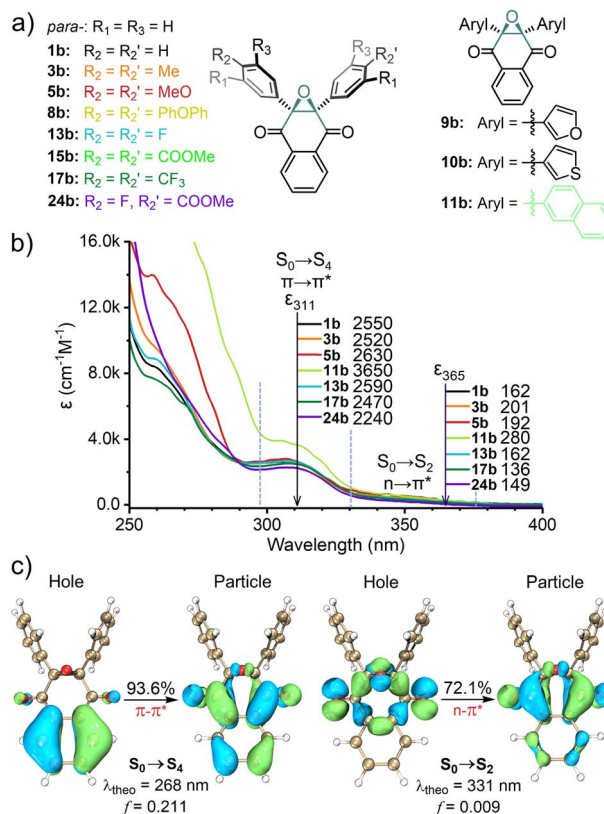 a)
para-: R₁ = R₃ = H
1b: R₂ = R₂' = H
3b: R₂ = R₂' = Me
5b: R₂ = R₂' = MeO
8b: R₂ = R₂' = PhOPh
13b: R₂ = R₂' = F
15b: R₂ = R₂' = COOMe
17b: R₂ = R₂' = CF₃
24b: R₂ = F, R₂' = COOMe
R₂ R₃ R₁ O R₃ R₂' R₁
O O
Aryl O Aryl
O O
9b: Aryl = O
10b: Aryl = S
11b: Aryl =
b)
ε (cm⁻¹M⁻¹)
16.0k
12.0k
8.0k
4.0k
0.0
250 300 350 400
Wavelength (nm)
S₀→S₄
π→π*
ε₃₁₁
1b 2550
3b 2520
5b 2630
11b 3650
13b 2590
17b 2470
24b 2240
S₀→S₂
n→π*
ε₃₆₅
1b 162
3b 201
5b 192
11b 280
13b 162
17b 136
24b 149
c)
Hole Particle Hole Particle
93.6%
π-π*
72.1%
n-π*
S₀→S₄
λtheo = 268 nm
f = 0.211
S₀→S₂
λtheo = 331 nm
f = 0.009